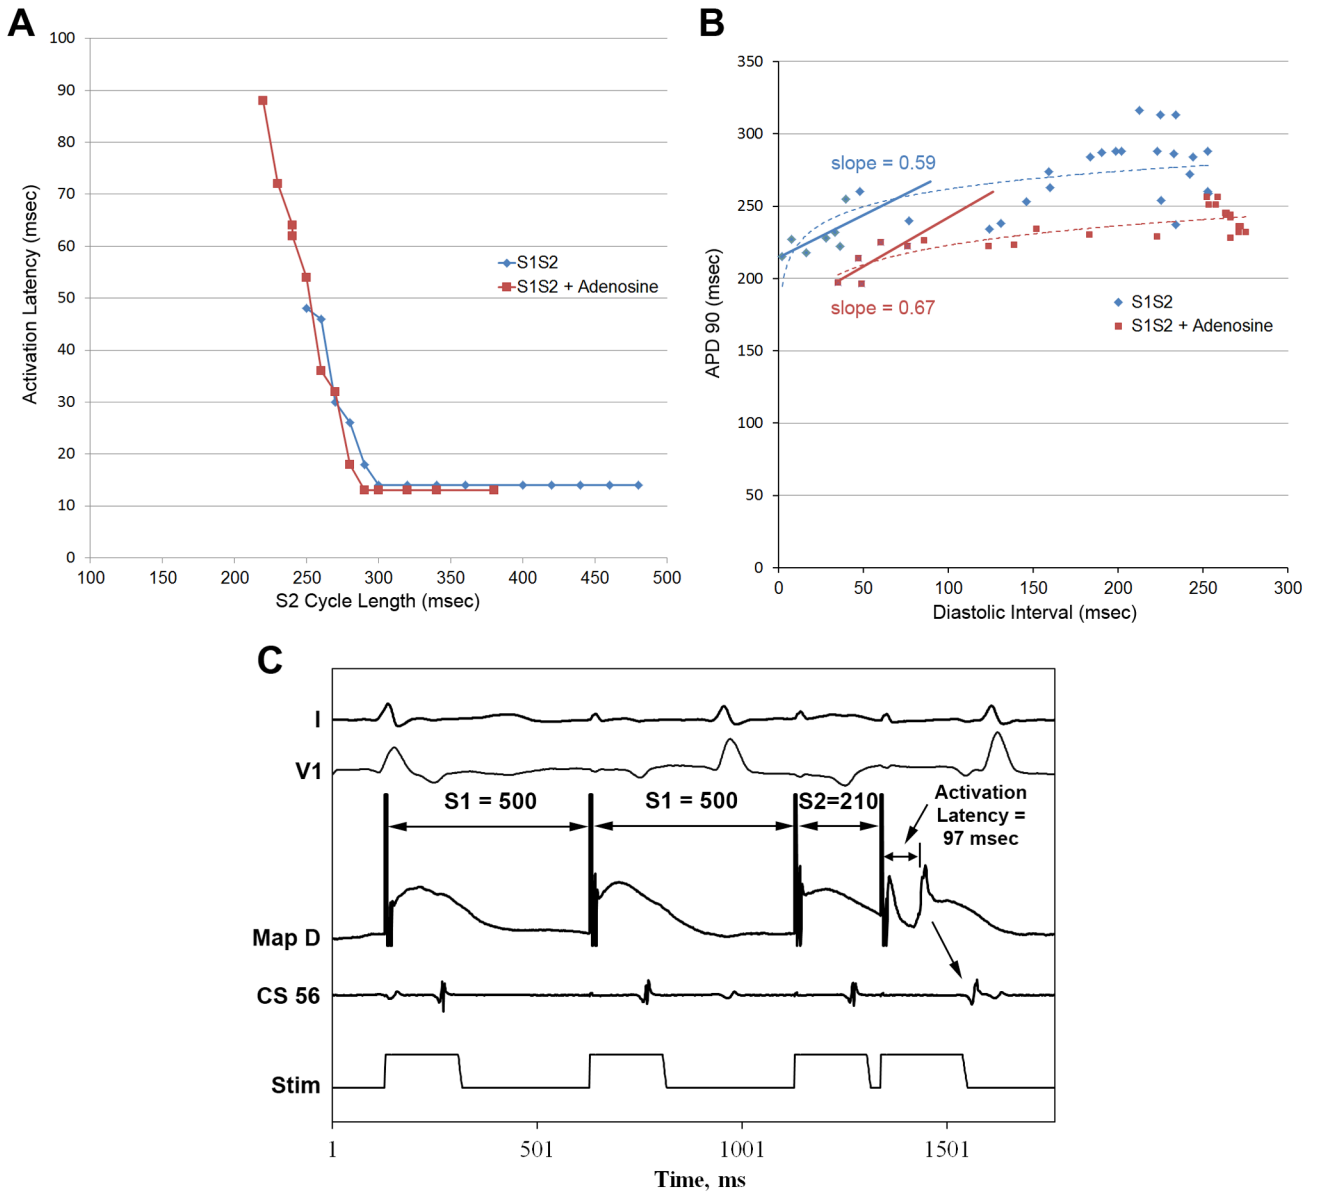 A
100
90
80
70
60
50
40
30
20
10
0
Activation Latency (msec)
S1S2
S1S2 + Adenosine
100 150 200 250 300 350 400 450 500
S2 Cycle Length (msec)
B
350
300
250
200
150
100
50
0
APD 90 (msec)
slope = 0.59
slope = 0.67
S1S2
S1S2 + Adenosine
0 50 100 150 200 250 300
Diastolic Interval (msec)
C
I
V1
S1 = 500 S1 = 500 S2=210
Activation
Latency =
97 msec
Map D
CS 56
Stim
1 501 1001 1501
Time, ms